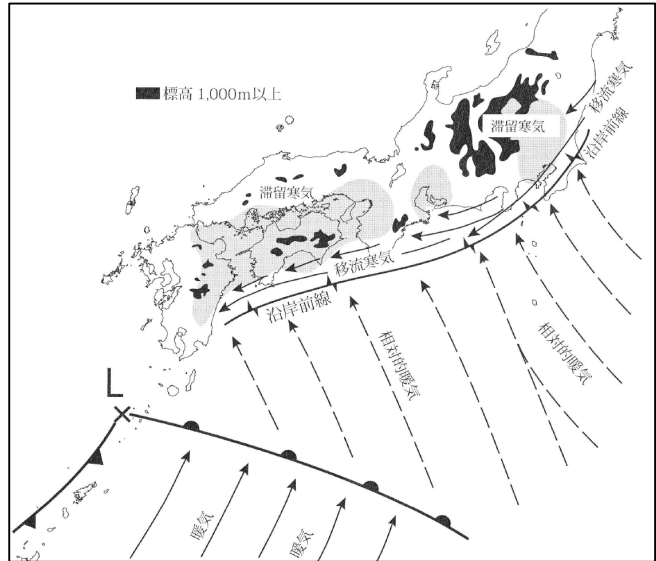 標高 1,000m以上
滞留寒気
移流寒気
沿岸前線
滞留寒気
移流寒気
沿岸前線
相対的暖気
相対的暖気
L
暖気
暖気